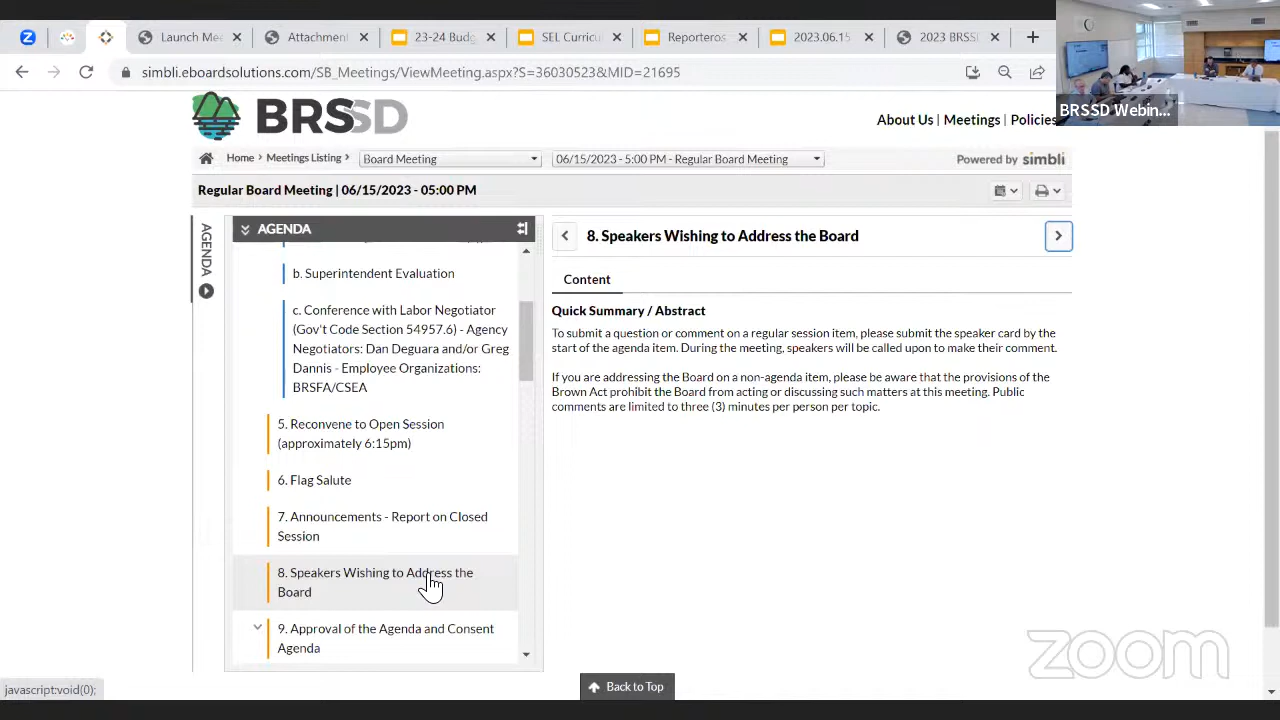 Launch Me
Attachment
23-24 Bud
SEL Curricu
Reporteros
2023.06.15
2023 BRSS
simbli.eboardsolutions.com/SB_Meetings/ViewMeeting.aspx?S=36030523&MID=21695
BRSSD Webin...
BRSSD
About Us | Meetings | Policies
Home > Meetings Listing > Board Meeting 06/15/2023 - 5:00 PM - Regular Board Meeting Powered by simbli
Regular Board Meeting | 06/15/2023 - 05:00 PM
AGENDA
AGENDA
b. Superintendent Evaluation
c. Conference with Labor Negotiator
(Gov't Code Section 54957.6) - Agency
Negotiators: Dan Deguara and/or Greg
Dannis - Employee Organizations:
BRSFA/CSEA
5. Reconvene to Open Session
(approximately 6:15pm)
6. Flag Salute
7. Announcements - Report on Closed
Session
8. Speakers Wishing to Address the
Board
9. Approval of the Agenda and Consent
Agenda
8. Speakers Wishing to Address the Board
Content
Quick Summary / Abstract
To submit a question or comment on a regular session item, please submit the speaker card by the
start of the agenda item. During the meeting, speakers will be called upon to make their comment.
If you are addressing the Board on a non-agenda item, please be aware that the provisions of the
Brown Act prohibit the Board from acting or discussing such matters at this meeting. Public
comments are limited to three (3) minutes per person per topic.
zoom
javascript:void(0);
Back to Top